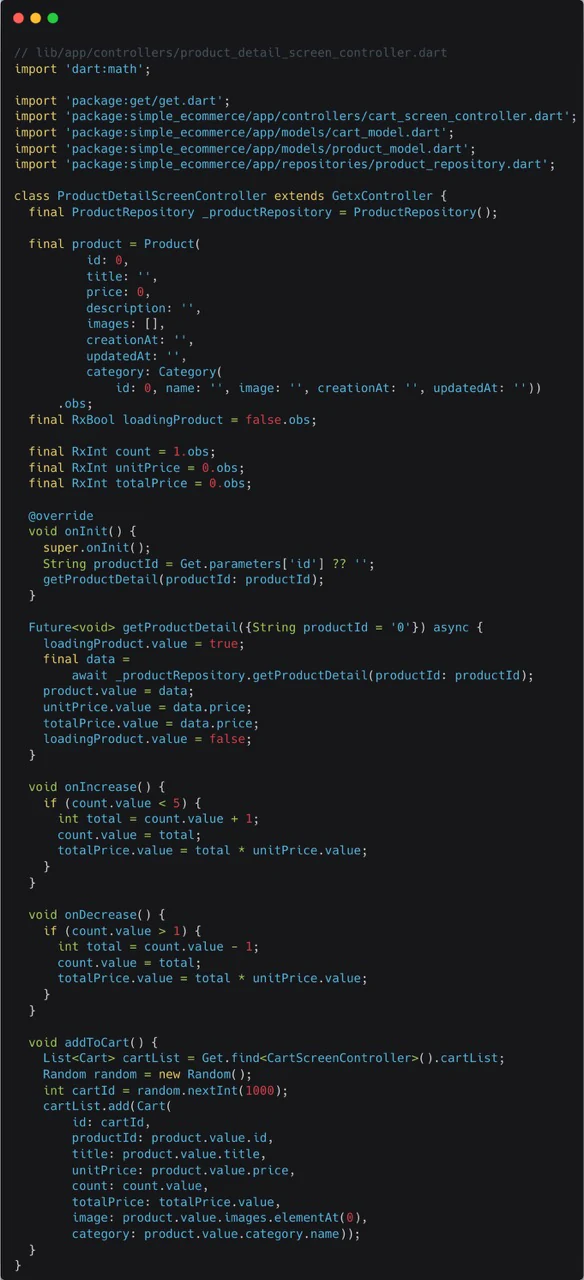 // lib/app/controllers/product_detail_screen_controller.dart
import 'dart:math';

import 'package:get/get.dart';
import 'package:simple_ecommerce/app/controllers/cart_screen_controller.dart';
import 'package:simple_ecommerce/app/models/cart_model.dart';
import 'package:simple_ecommerce/app/models/product_model.dart';
import 'package:simple_ecommerce/app/repositories/product_repository.dart';

class ProductDetailScreenController extends GetxController {
  final ProductRepository _productRepository = ProductRepository();

  final product = Product(
          id: 0,
          title: '',
          price: 0,
          description: '',
          images: [],
          creationAt: '',
          updatedAt: '',
          category: Category(
              id: 0, name: '', image: '', creationAt: '', updatedAt: ''))
      .obs;
  final RxBool loadingProduct = false.obs;

  final RxInt count = 1.obs;
  final RxInt unitPrice = 0.obs;
  final RxInt totalPrice = 0.obs;

  @override
  void onInit() {
    super.onInit();
    String productId = Get.parameters['id'] ?? '';
    getProductDetail(productId: productId);
  }

  Future<void> getProductDetail({String productId = '0'}) async {
    loadingProduct.value = true;
    final data =
        await _productRepository.getProductDetail(productId: productId);
    product.value = data;
    unitPrice.value = data.price;
    totalPrice.value = data.price;
    loadingProduct.value = false;
  }

  void onIncrease() {
    if (count.value < 5) {
      int total = count.value + 1;
      count.value = total;
      totalPrice.value = total * unitPrice.value;
    }
  }

  void onDecrease() {
    if (count.value > 1) {
      int total = count.value - 1;
      count.value = total;
      totalPrice.value = total * unitPrice.value;
    }
  }

  void addToCart() {
    List<Cart> cartList = Get.find<CartScreenController>().cartList;
    Random random = new Random();
    int cartId = random.nextInt(1000);
    cartList.add(Cart(
        id: cartId,
        productId: product.value.id,
        title: product.value.title,
        unitPrice: product.value.price,
        count: count.value,
        totalPrice: totalPrice.value,
        image: product.value.images.elementAt(0),
        category: product.value.category.name));
  }
}